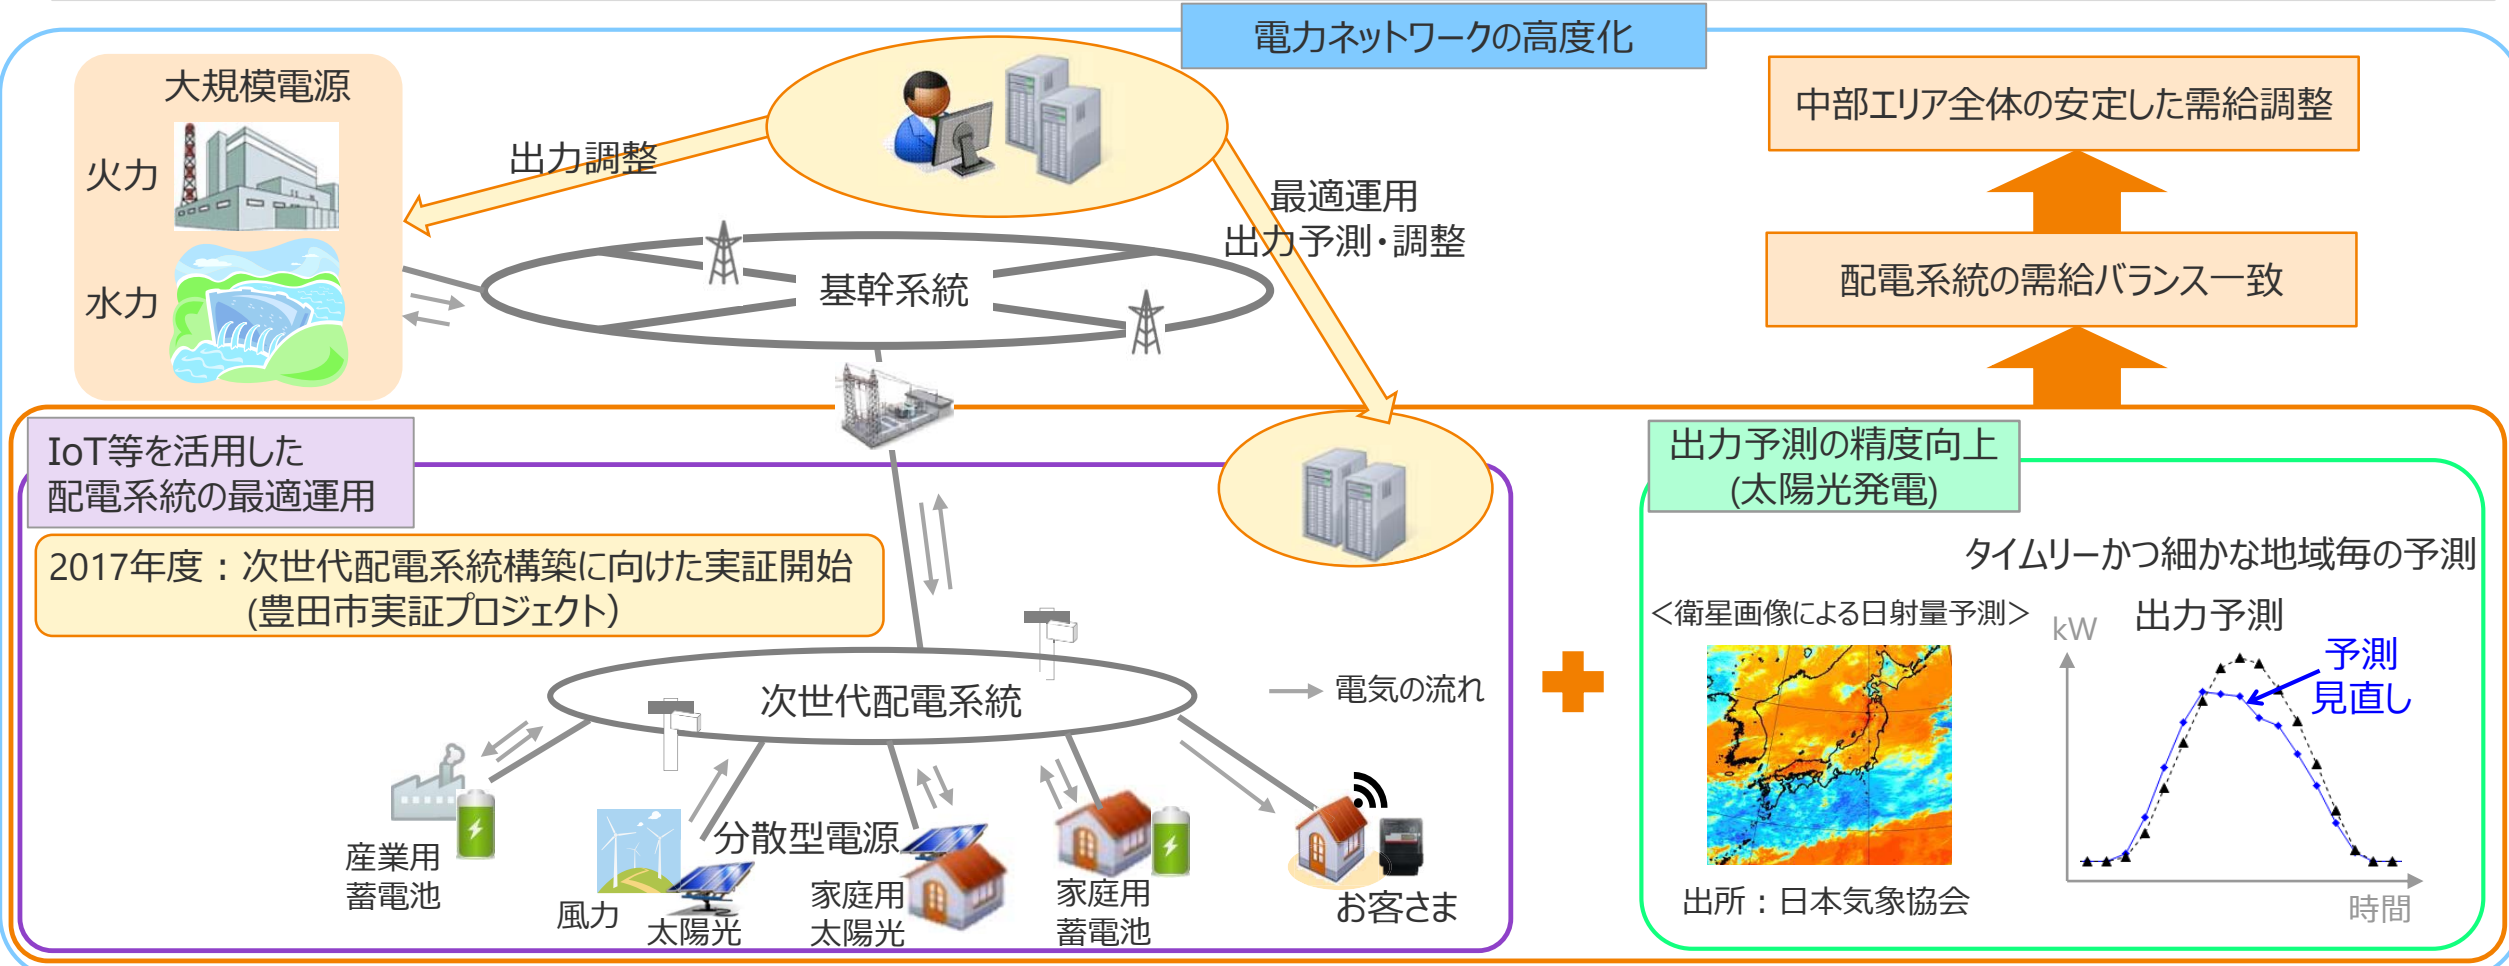 電力ネットワークの高度化
大規模電源
火力
水力
出力調整
最適運用
出力予測・調整
基幹系統
中部エリア全体の安定した需給調整
配電系統の需給バランス一致
IoT等を活用した
配電系統の最適運用
2017年度：次世代配電系統構築に向けた実証開始
(豊田市実証プロジェクト）
次世代配電系統
電気の流れ
産業用
蓄電池
風力
太陽光
分散型電源
家庭用
太陽光
家庭用
蓄電池
お客さま
出力予測の精度向上
(太陽光発電)
タイムリーかつ細かな地域毎の予測
＜衛星画像による日射量予測＞
出所：日本気象協会
kW
出力予測
予測
見直し
時間